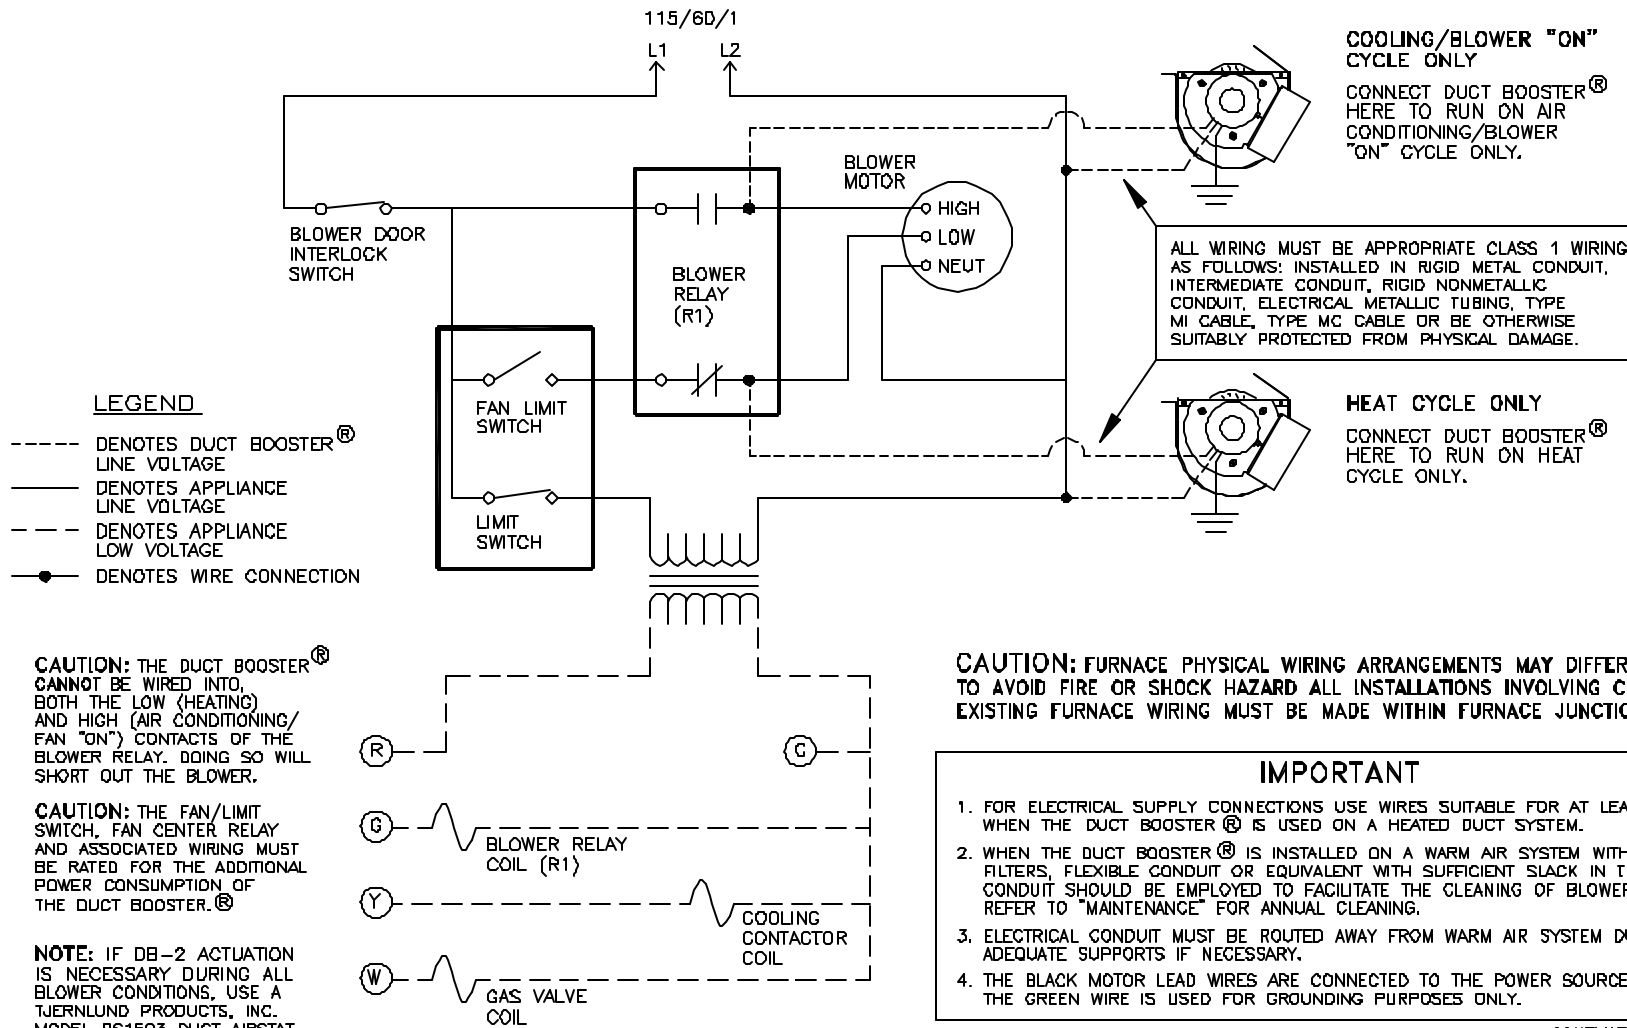 115/60/1
L1 L2
COOLING/BLOWER "ON"
CYCLE ONLY
CONNECT DUCT BOOSTER®
HERE TO RUN ON AIR
CONDITIONING/BLOWER
"ON" CYCLE ONLY.
BLOWER
MOTOR
HIGH
LOW
NEUT
BLOWER DOOR
INTERLOCK
SWITCH
BLOWER
RELAY
(R1)
ALL WIRING MUST BE APPROPRIATE CLASS 1 WIRING
AS FOLLOWS: INSTALLED IN RIGID METAL CONDUIT,
INTERMEDIATE CONDUIT, RIGID NONMETALLIC
CONDUIT, ELECTRICAL METALLIC TUBING, TYPE
MI CABLE, TYPE MC CABLE OR BE OTHERWISE
SUITABLY PROTECTED FROM PHYSICAL DAMAGE.
FAN LIMIT
SWITCH
LIMIT
SWITCH
HEAT CYCLE ONLY
CONNECT DUCT BOOSTER®
HERE TO RUN ON HEAT
CYCLE ONLY.
LEGEND
DENOTES DUCT BOOSTER®
LINE VOLTAGE
DENOTES APPLIANCE
LINE VOLTAGE
DENOTES APPLIANCE
LOW VOLTAGE
DENOTES WIRE CONNECTION
CAUTION: THE DUCT BOOSTER®
CANNOT BE WIRED INTO,
BOTH THE LOW (HEATING)
AND HIGH (AIR CONDITIONING/
FAN "ON") CONTACTS OF THE
BLOWER RELAY. DOING SO WILL
SHORT OUT THE BLOWER.
CAUTION: THE FAN/LIMIT
SWITCH, FAN CENTER RELAY
AND ASSOCIATED WIRING MUST
BE RATED FOR THE ADDITIONAL
POWER CONSUMPTION OF
THE DUCT BOOSTER.®
NOTE: IF DB-2 ACTUATION
IS NECESSARY DURING ALL
BLOWER CONDITIONS, USE A
TJERNLUND PRODUCTS, INC.
R
C
G
BLOWER RELAY
COIL (R1)
Y
COOLING
CONTACTOR
COIL
W
GAS VALVE
COIL
CAUTION: FURNACE PHYSICAL WIRING ARRANGEMENTS MAY DIFFER
TO AVOID FIRE OR SHOCK HAZARD ALL INSTALLATIONS INVOLVING
EXISTING FURNACE WIRING MUST BE MADE WITHIN FURNACE
IMPORTANT
1. FOR ELECTRICAL SUPPLY CONNECTIONS USE WIRES SUITABLE FOR AT
WHEN THE DUCT BOOSTER ® IS USED ON A HEATED DUCT SYSTEM.
2. WHEN THE DUCT BOOSTER ® IS INSTALLED ON A WARM AIR SYSTEM WITH
FILTERS, FLEXIBLE CONDUIT OR EQUIVALENT WITH SUFFICIENT SLACK IN
CONDUIT SHOULD BE EMPLOYED TO FACILITATE THE CLEANING OF BLOWER
REFER TO "MAINTENANCE" FOR ANNUAL CLEANING.
3. ELECTRICAL CONDUIT MUST BE ROUTED AWAY FROM WARM AIR SYSTEM
ADEQUATE SUPPORTS IF NECESSARY.
4. THE BLACK MOTOR LEAD WIRES ARE CONNECTED TO THE POWER SOURCE
THE GREEN WIRE IS USED FOR GROUNDING PURPOSES ONLY.